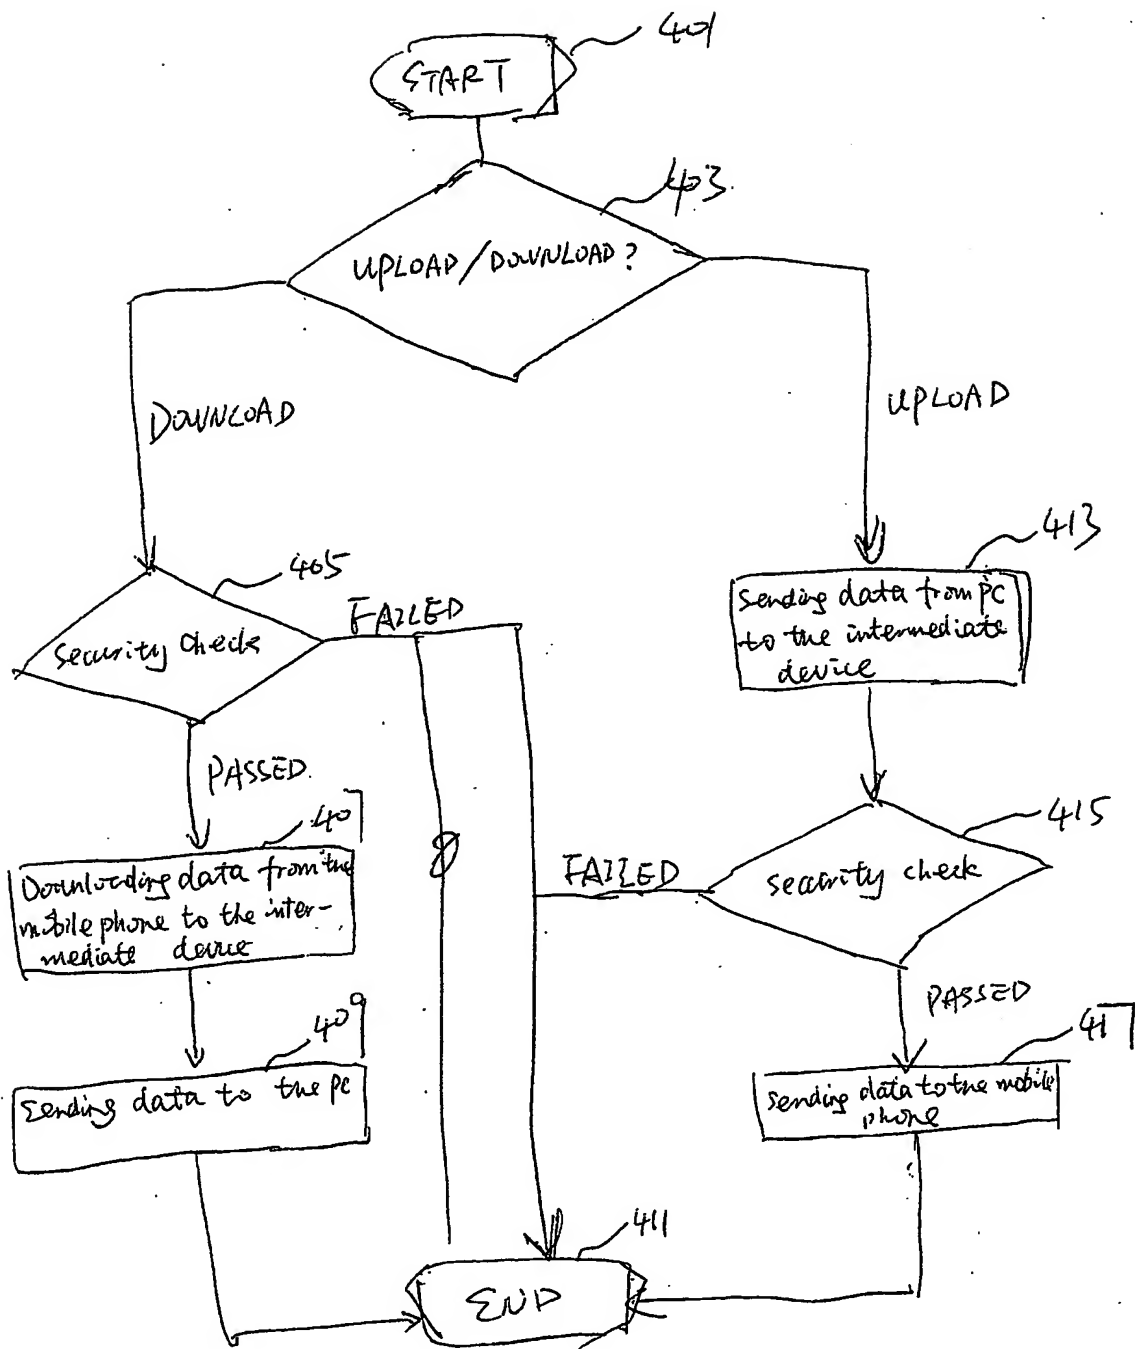 401
START
403
UPLOAD/DOWNLOAD?
DOWNLOAD
UPLOAD
413
405
FAILED
Sending data from PC
to the intermediate
device
security check
PASSED.
407
415
Downloading data from the
mobile phone to the inter-
mediate device
FAILED
security check
PASSED
409
417
Sending data to the PC
Sending data to the mobile
phone
411
END